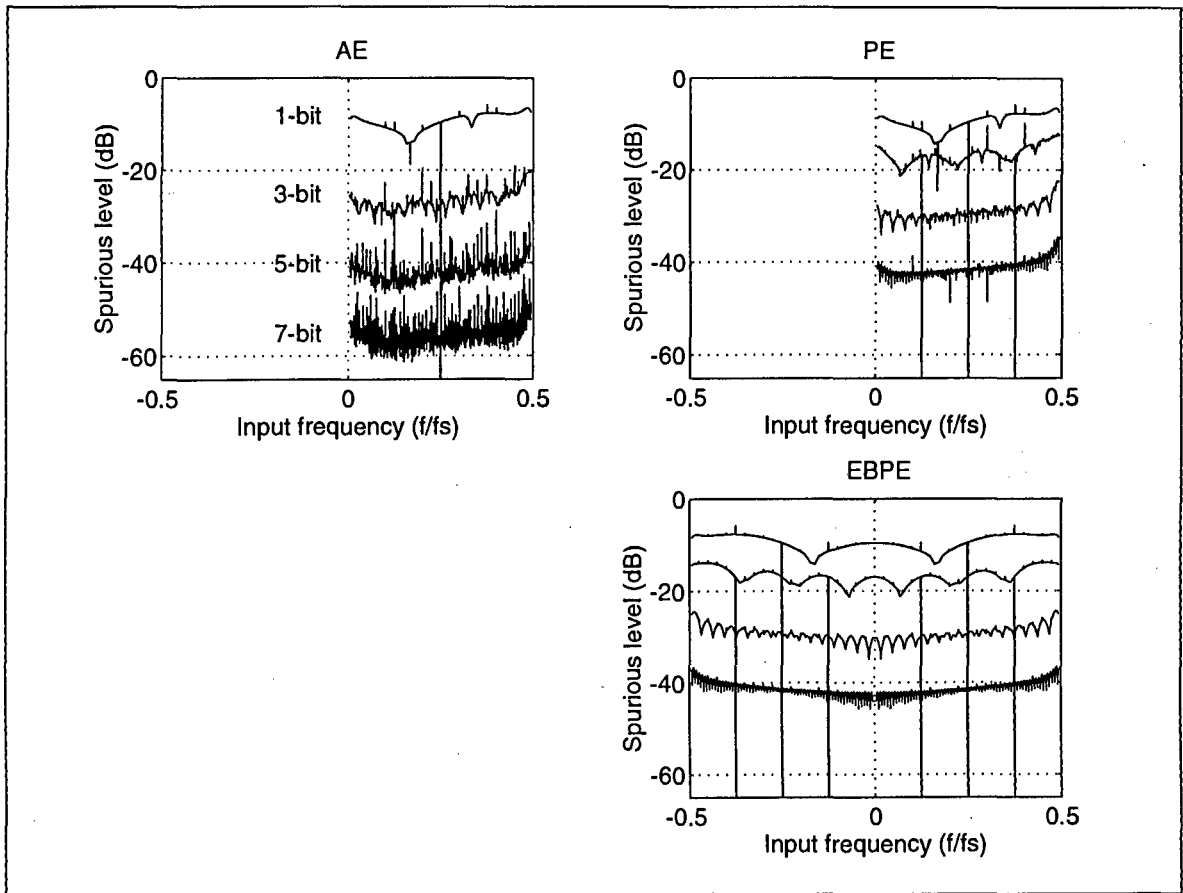 AE
0
-20
-40
-60
Spurious level (dB)
1-bit
3-bit
5-bit
7-bit
-0.5
0
0.5
Input frequency (f/fs)
PE
0
-20
-40
-60
Spurious level (dB)
-0.5
0
0.5
Input frequency (f/fs)
EBPE
0
-20
-40
-60
Spurious level (dB)
-0.5
0
0.5
Input frequency (f/fs)